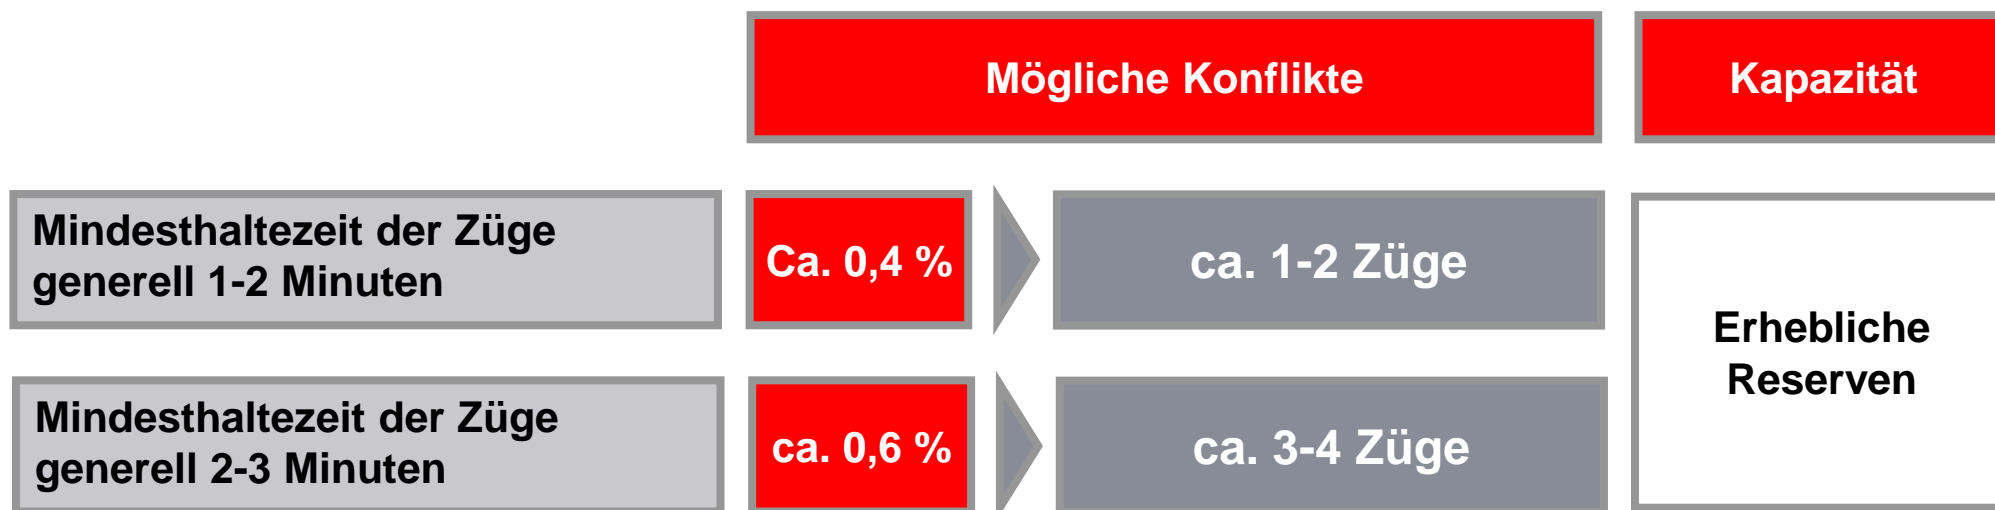 Mögliche Konflikte
Kapazität
Mindesthaltezeit der Züge
generell 1-2 Minuten
Ca. 0,4 %
ca. 1-2 Züge
Erhebliche
Reserven
Mindesthaltezeit der Züge
generell 2-3 Minuten
ca. 0,6 %
ca. 3-4 Züge